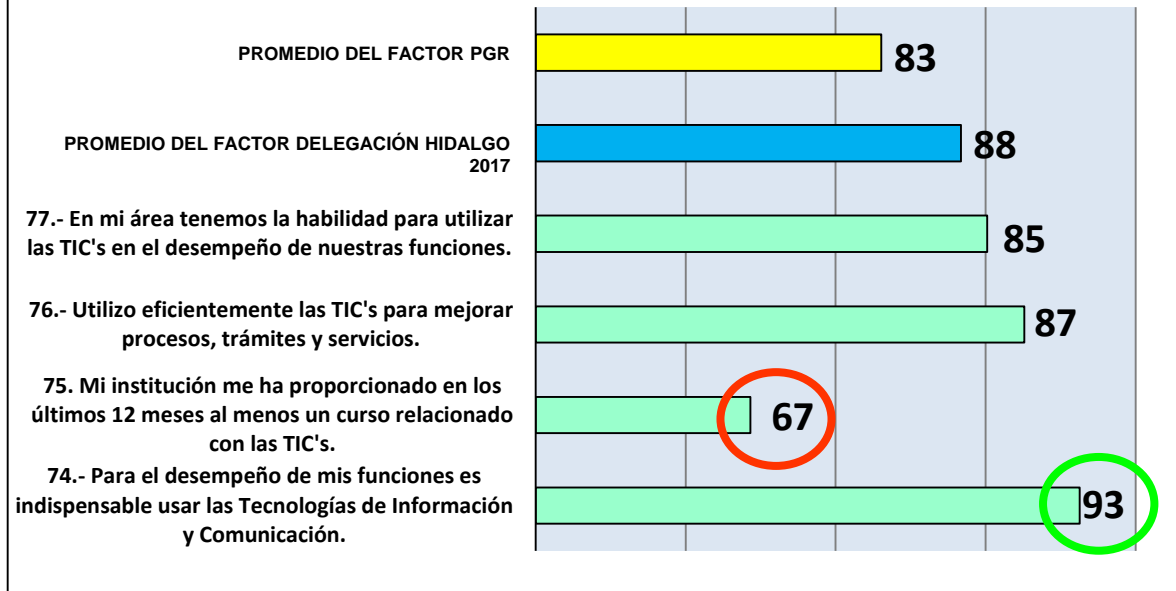 PROMEDIO DEL FACTOR PGR
83
PROMEDIO DEL FACTOR DELEGACIÓN HIDALGO
2017
88
77.- En mi área tenemos la habilidad para utilizar
las TIC's en el desempeño de nuestras funciones.
85
76.- Utilizo eficientemente las TIC's para mejorar
procesos, trámites y servicios.
87
75. Mi institución me ha proporcionado en los
últimos 12 meses al menos un curso relacionado
con las TIC's.
67
74.- Para el desempeño de mis funciones es
indispensable usar las Tecnologías de Información
y Comunicación.
93